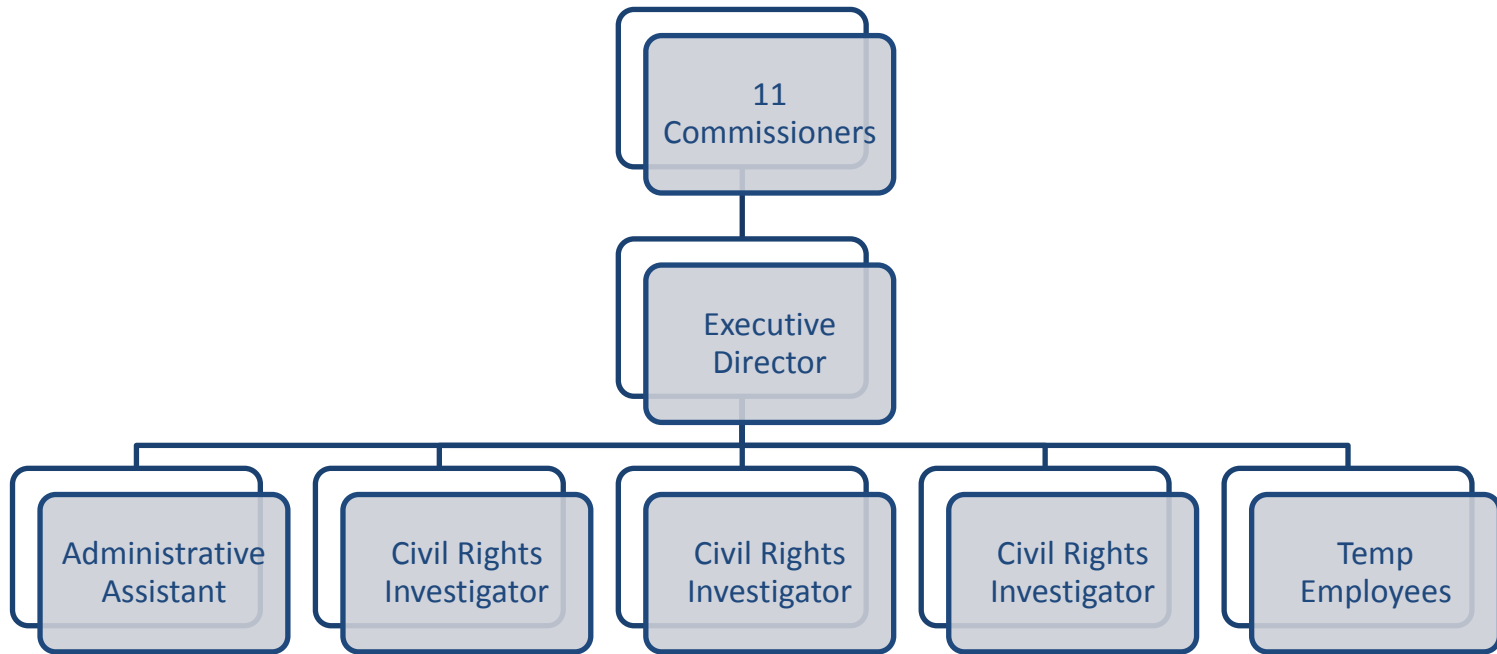 11
Commissioners
Executive
Director
Administrative
Assistant
Civil Rights
Investigator
Civil Rights
Investigator
Civil Rights
Investigator
Temp
Employees